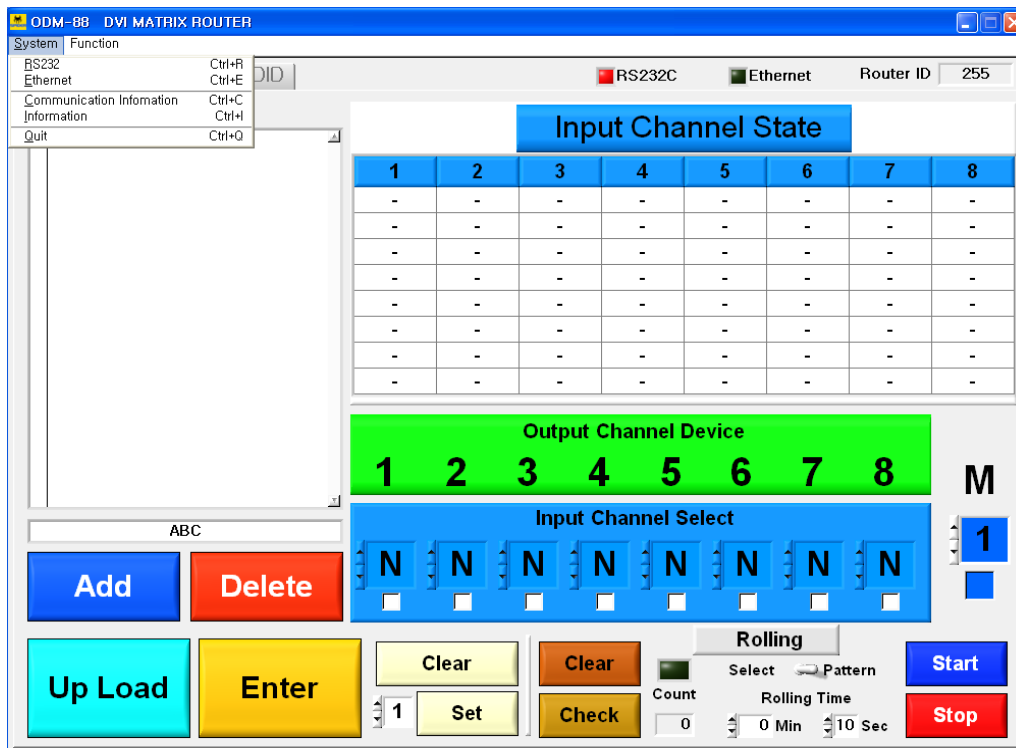 ODM-88 DVI MATRIX ROUTER
System Function
RS232 Ctrl+R
Ethernet Ctrl+E
Communication Infomation Ctrl+C
Information Ctrl+I
Quit Ctrl+Q
RS232C Ethernet Router ID 255
Input Channel State
1 2 3 4 5 6 7 8
- - - - - - - -
- - - - - - - -
- - - - - - - -
- - - - - - - -
- - - - - - - -
- - - - - - - -
- - - - - - - -
- - - - - - - -
Output Channel Device
1 2 3 4 5 6 7 8
M
1
Input Channel Select
N N N N N N N N
ABC
Add Delete
Up Load Enter
Clear
1 Set
Clear
Check
Rolling
Select Pattern
Count
0
Rolling Time
0 Min 10 Sec
Start
Stop